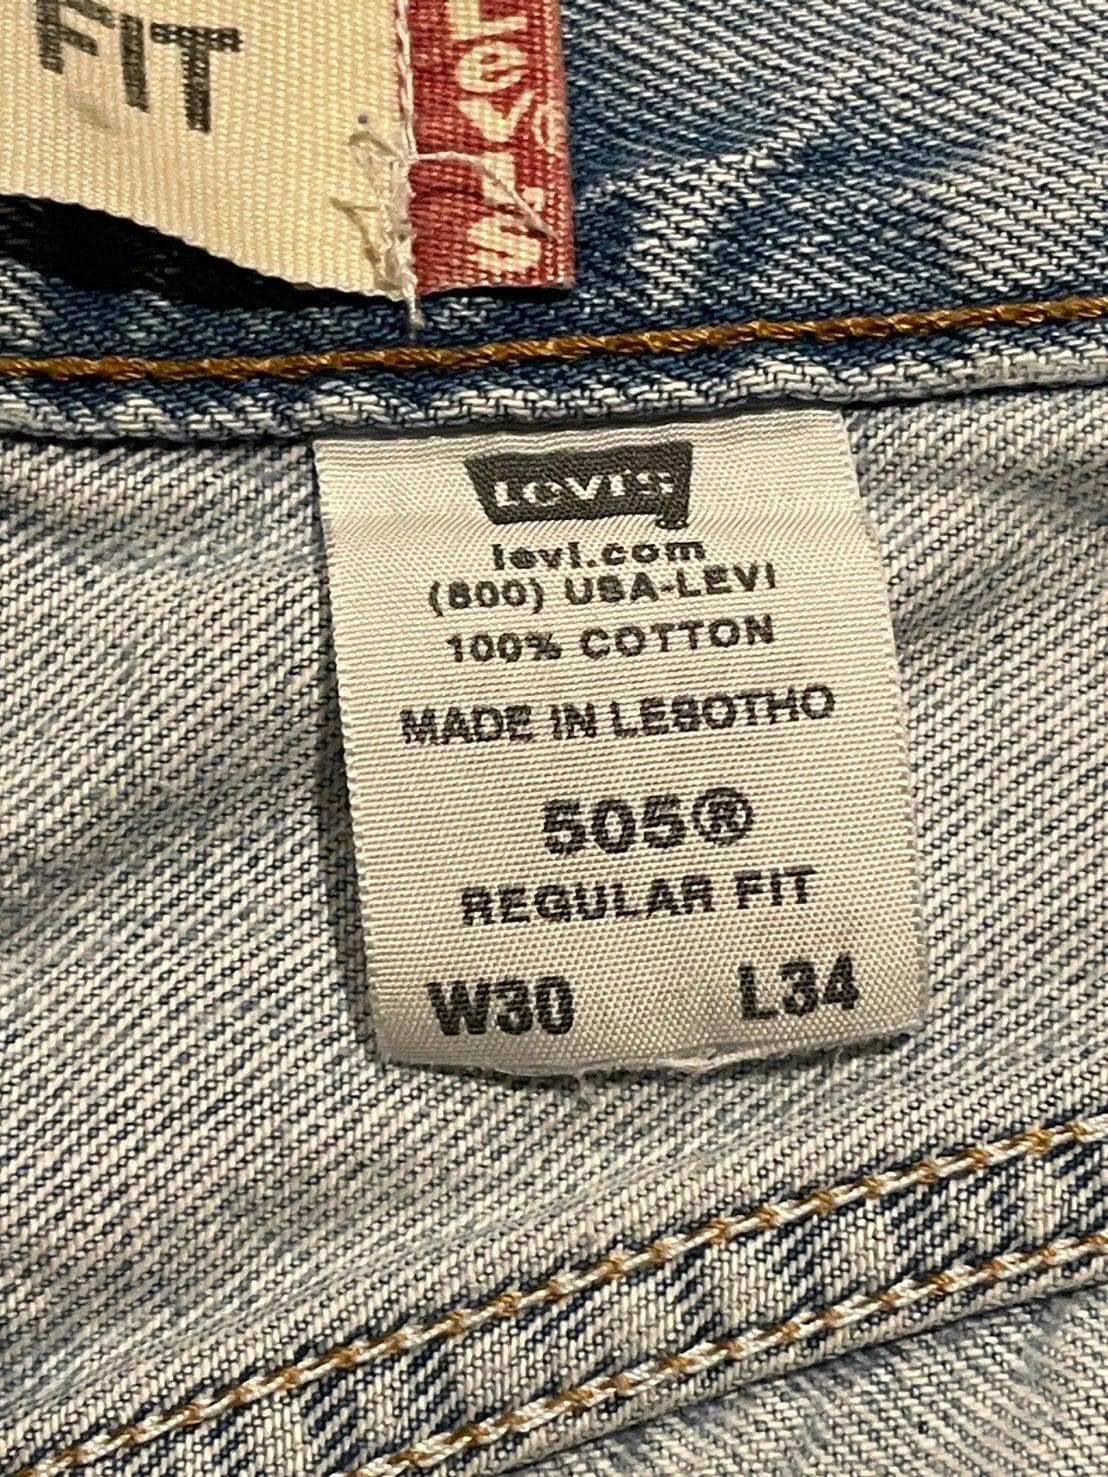 FIT
Levi's
®
Levi's
levi.com
(800) USA-LEVI
100% COTTON
MADE IN LESOTHO
505®
REGULAR FIT
W30 L34